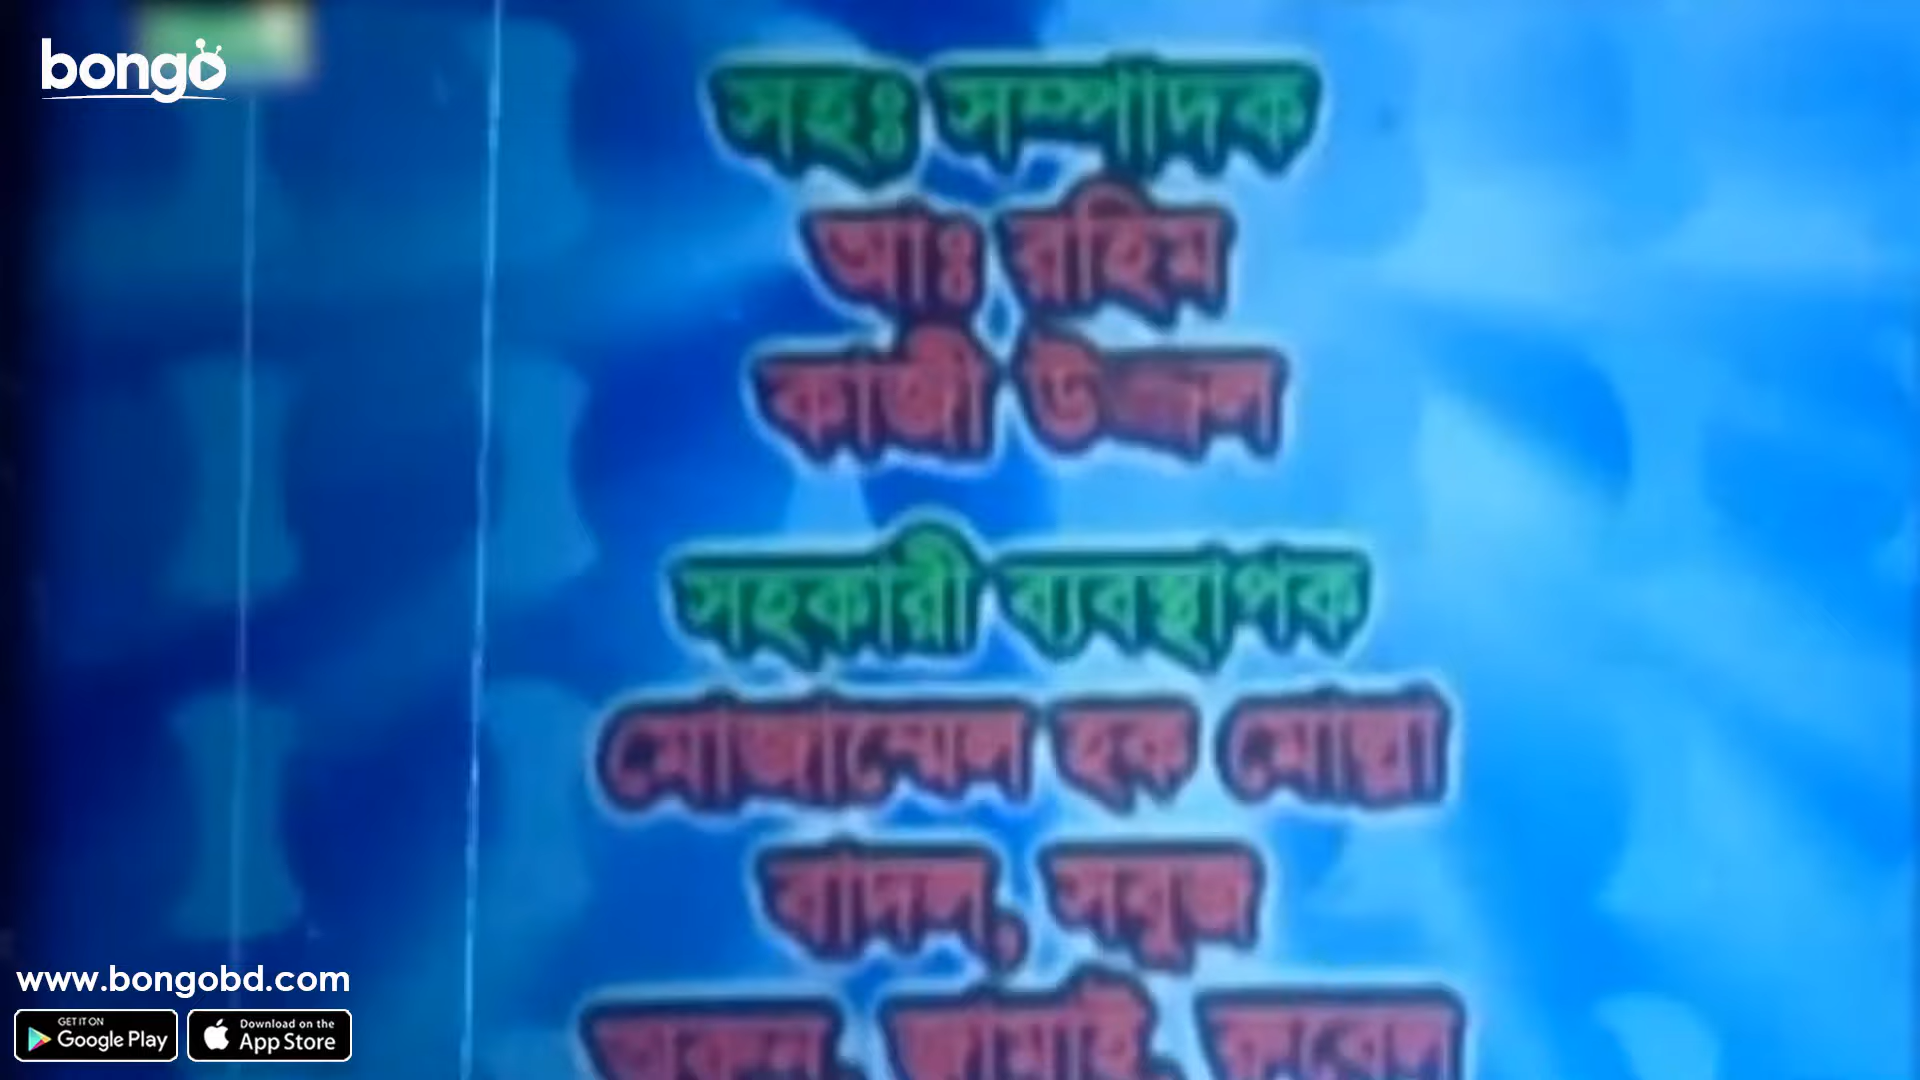 bongo
সহঃ সম্পাদক
আঃ রহিম
কাজী উজ্জল
সহকারী ব্যবস্থাপক
মোজাম্মেল হক মোল্লা
বাদল, সবুজ
জামাই, রুবেল
www.bongobd.com
GET IT ON
Google Play
Download on the
App Store